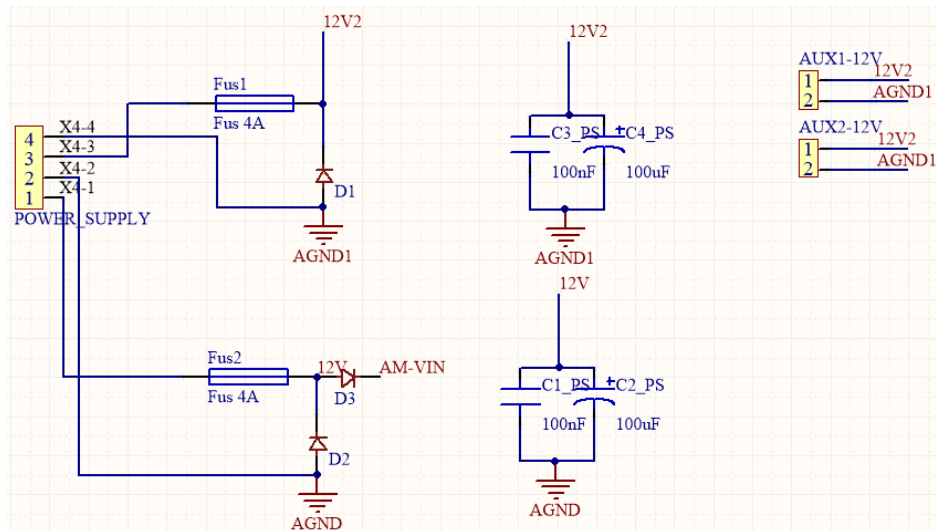 12V2
Fus1
Fus 4A
X4-4
X4-3
X4-2
X4-1
4
3
2
1
POWER_SUPPLY
D1
AGND1
12V2
C3_PS
C4_PS
100nF
100uF
AGND1
AUX1-12V
1
12V2
2
AGND1
AUX2-12V
1
12V2
2
AGND1
Fus2
Fus 4A
12V
AM-VIN
D3
D2
AGND
12V
C1_PS
C2_PS
100nF
100uF
AGND